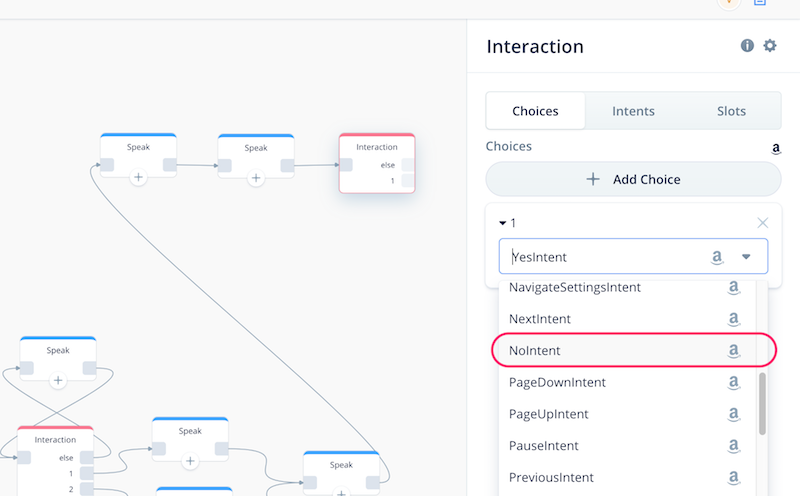 Interaction
Choices
Intents
Slots
Choices
a
Add Choice
1
YesIntent a
NavigateSettingsIntent a
NextIntent a
NoIntent a
PageDownIntent a
PageUpIntent a
PauseIntent a
PreviousIntent a
Speak
Speak
Interaction
else
1
Speak
Interaction
else
1
2
Speak
Speak